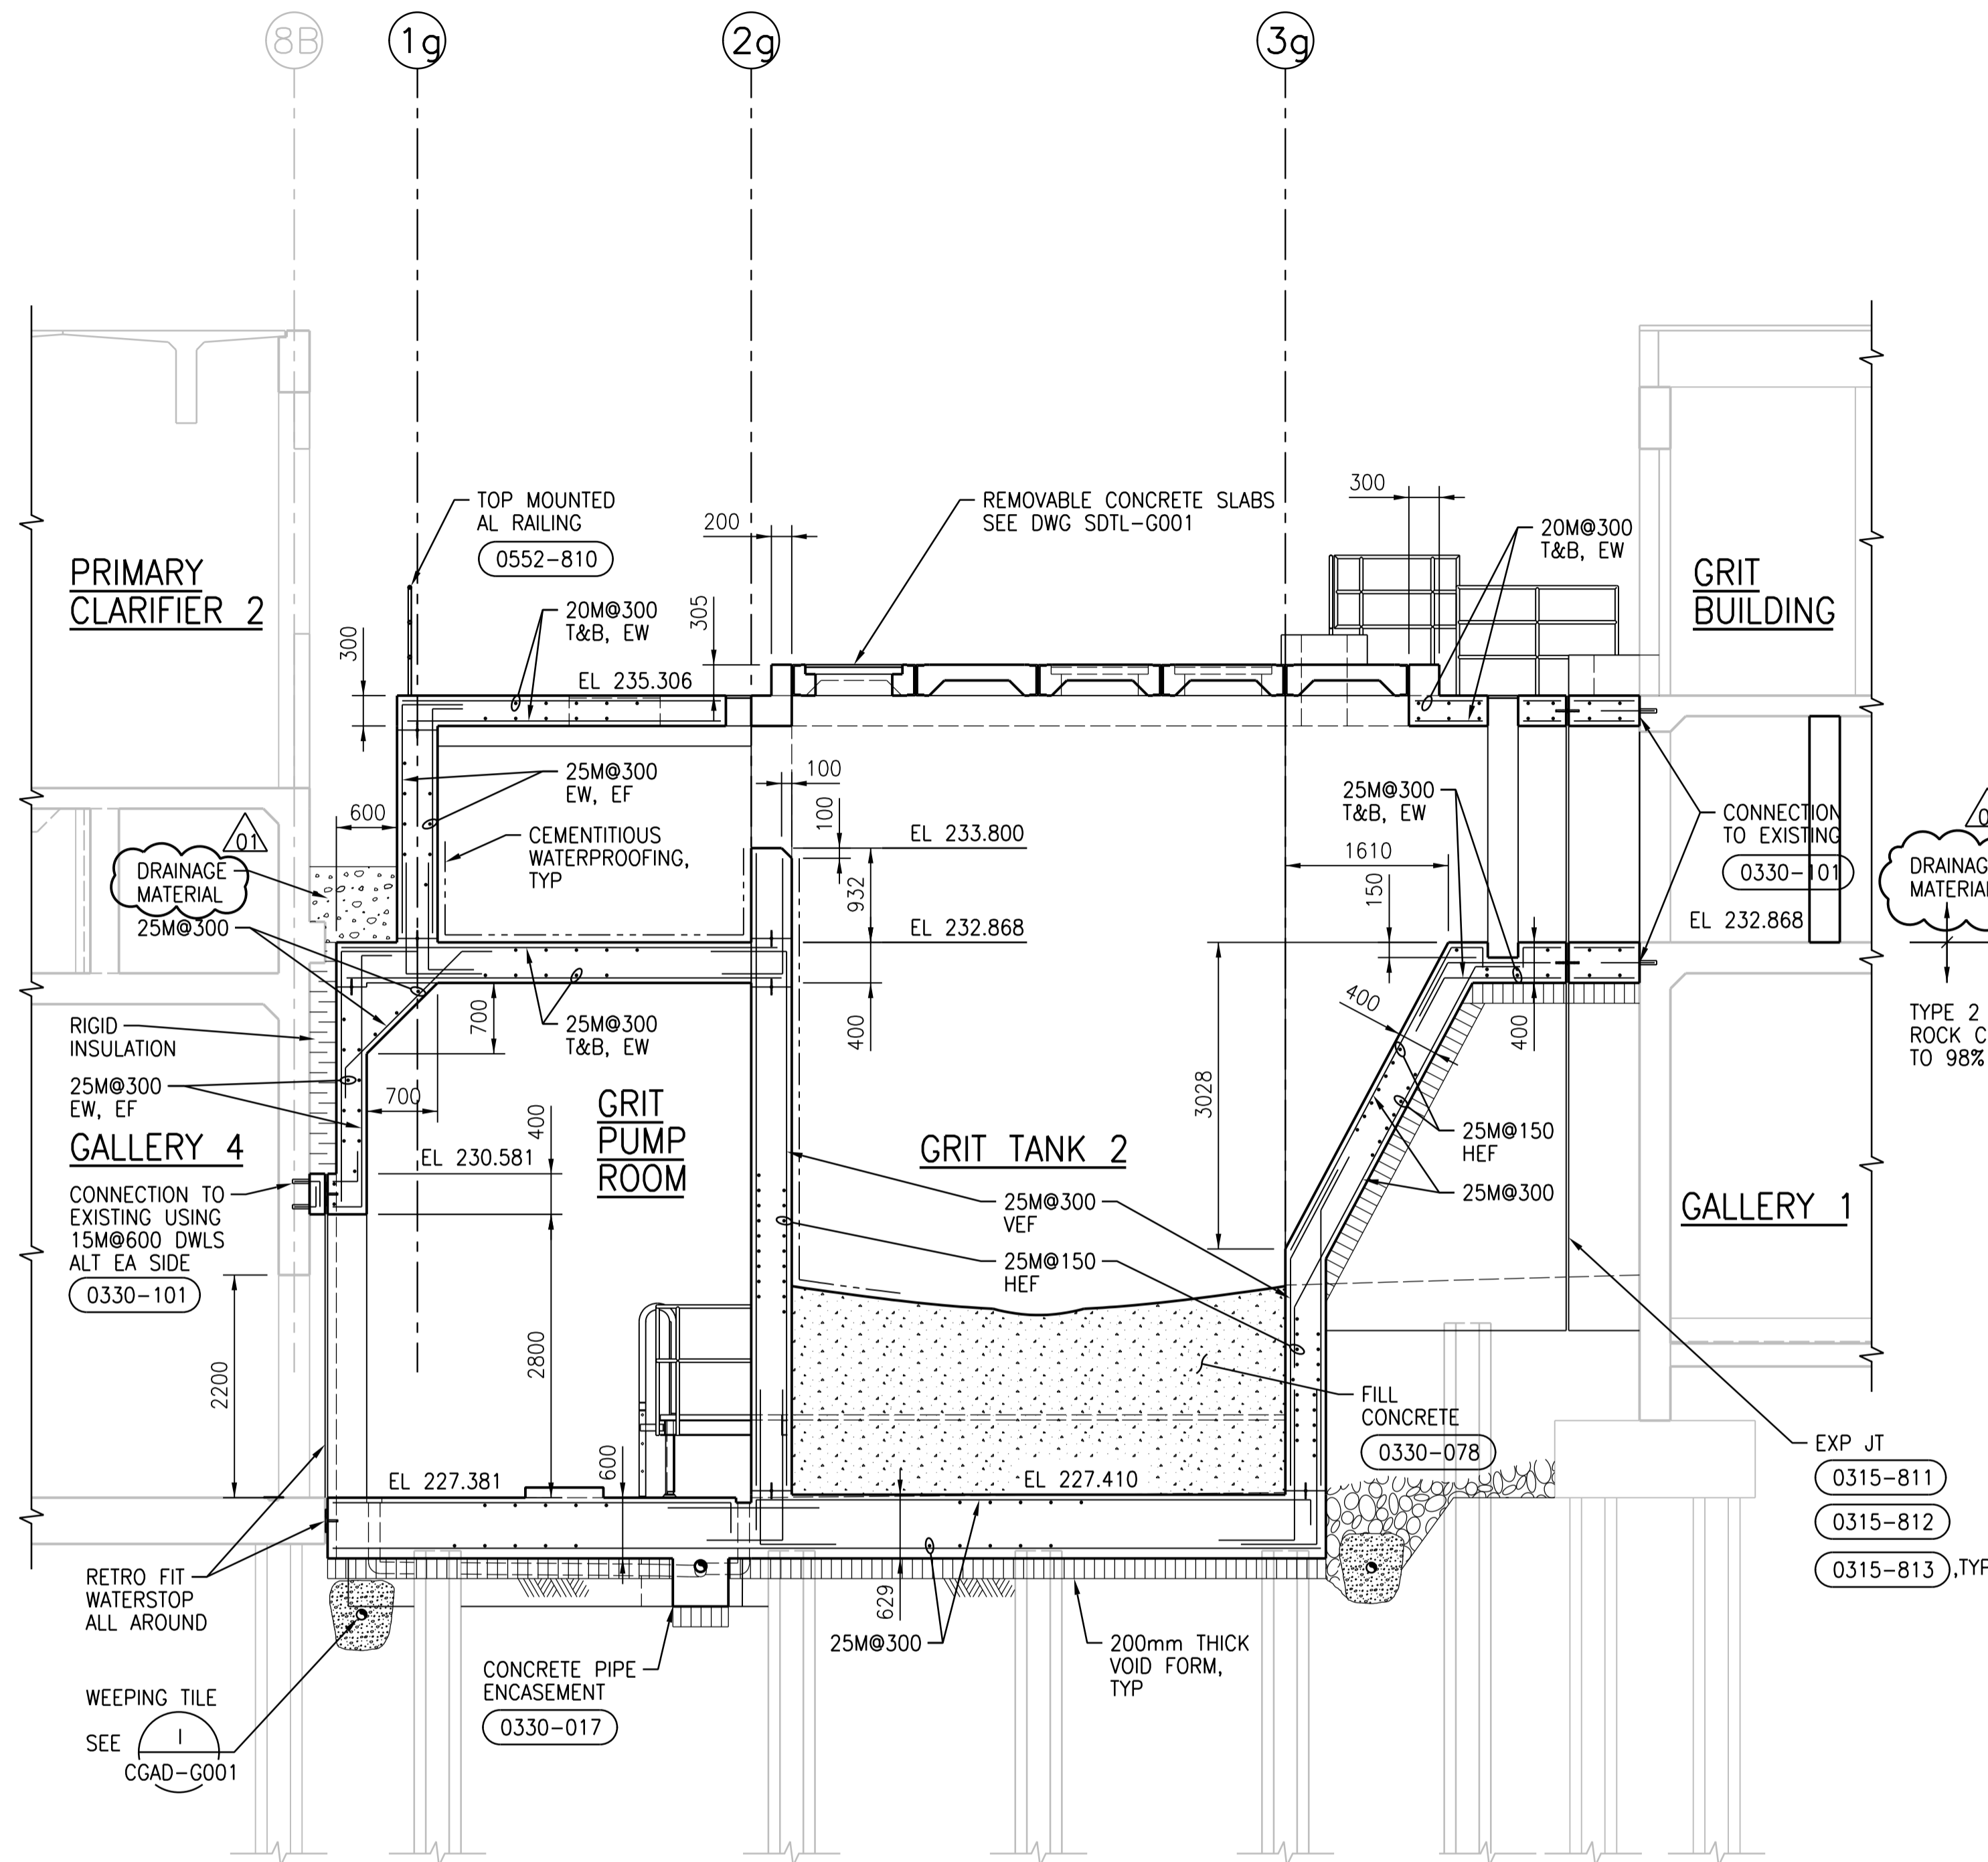 8B
1g
2g
3g
TOP MOUNTED
AL RAILING
0552-810
200
REMOVABLE CONCRETE SLABS
SEE DWG SDTL-G001
300
20M@300
T&B, EW
PRIMARY
CLARIFIER 2
GRIT
BUILDING
300
20M@300
T&B, EW
305
EL 235.306
25M@300
EW, EF
100
100
25M@300
T&B, EW
CONNECTION
TO EXISTING
0330-101
600
01
DRAINAGE
MATERIAL
25M@300
CEMENTITIOUS
WATERPROOFING,
TYP
EL 233.800
932
EL 232.868
1610
150
EL 232.868
DRAINAG
MATERIA
400
RIGID
INSULATION
700
25M@300
T&B, EW
400
400
TYPE 2
ROCK C
TO 98%
25M@300
EW, EF
700
GALLERY 4
400
GRIT
PUMP
ROOM
EL 230.581
GRIT TANK 2
3028
25M@150
HEF
25M@300
CONNECTION TO
EXISTING USING
15M@600 DWLS
ALT EA SIDE
0330-101
25M@300
VEF
25M@150
HEF
GALLERY 1
2200
2800
FILL
CONCRETE
0330-078
EXP JT
0315-811
0315-812
0315-813
,TYP
EL 227.381
600
EL 227.410
RETRO FIT
WATERSTOP
ALL AROUND
629
25M@300
200mm THICK
VOID FORM,
TYP
CONCRETE PIPE
ENCASEMENT
0330-017
WEEPING TILE
SEE
I
CGAD-G001